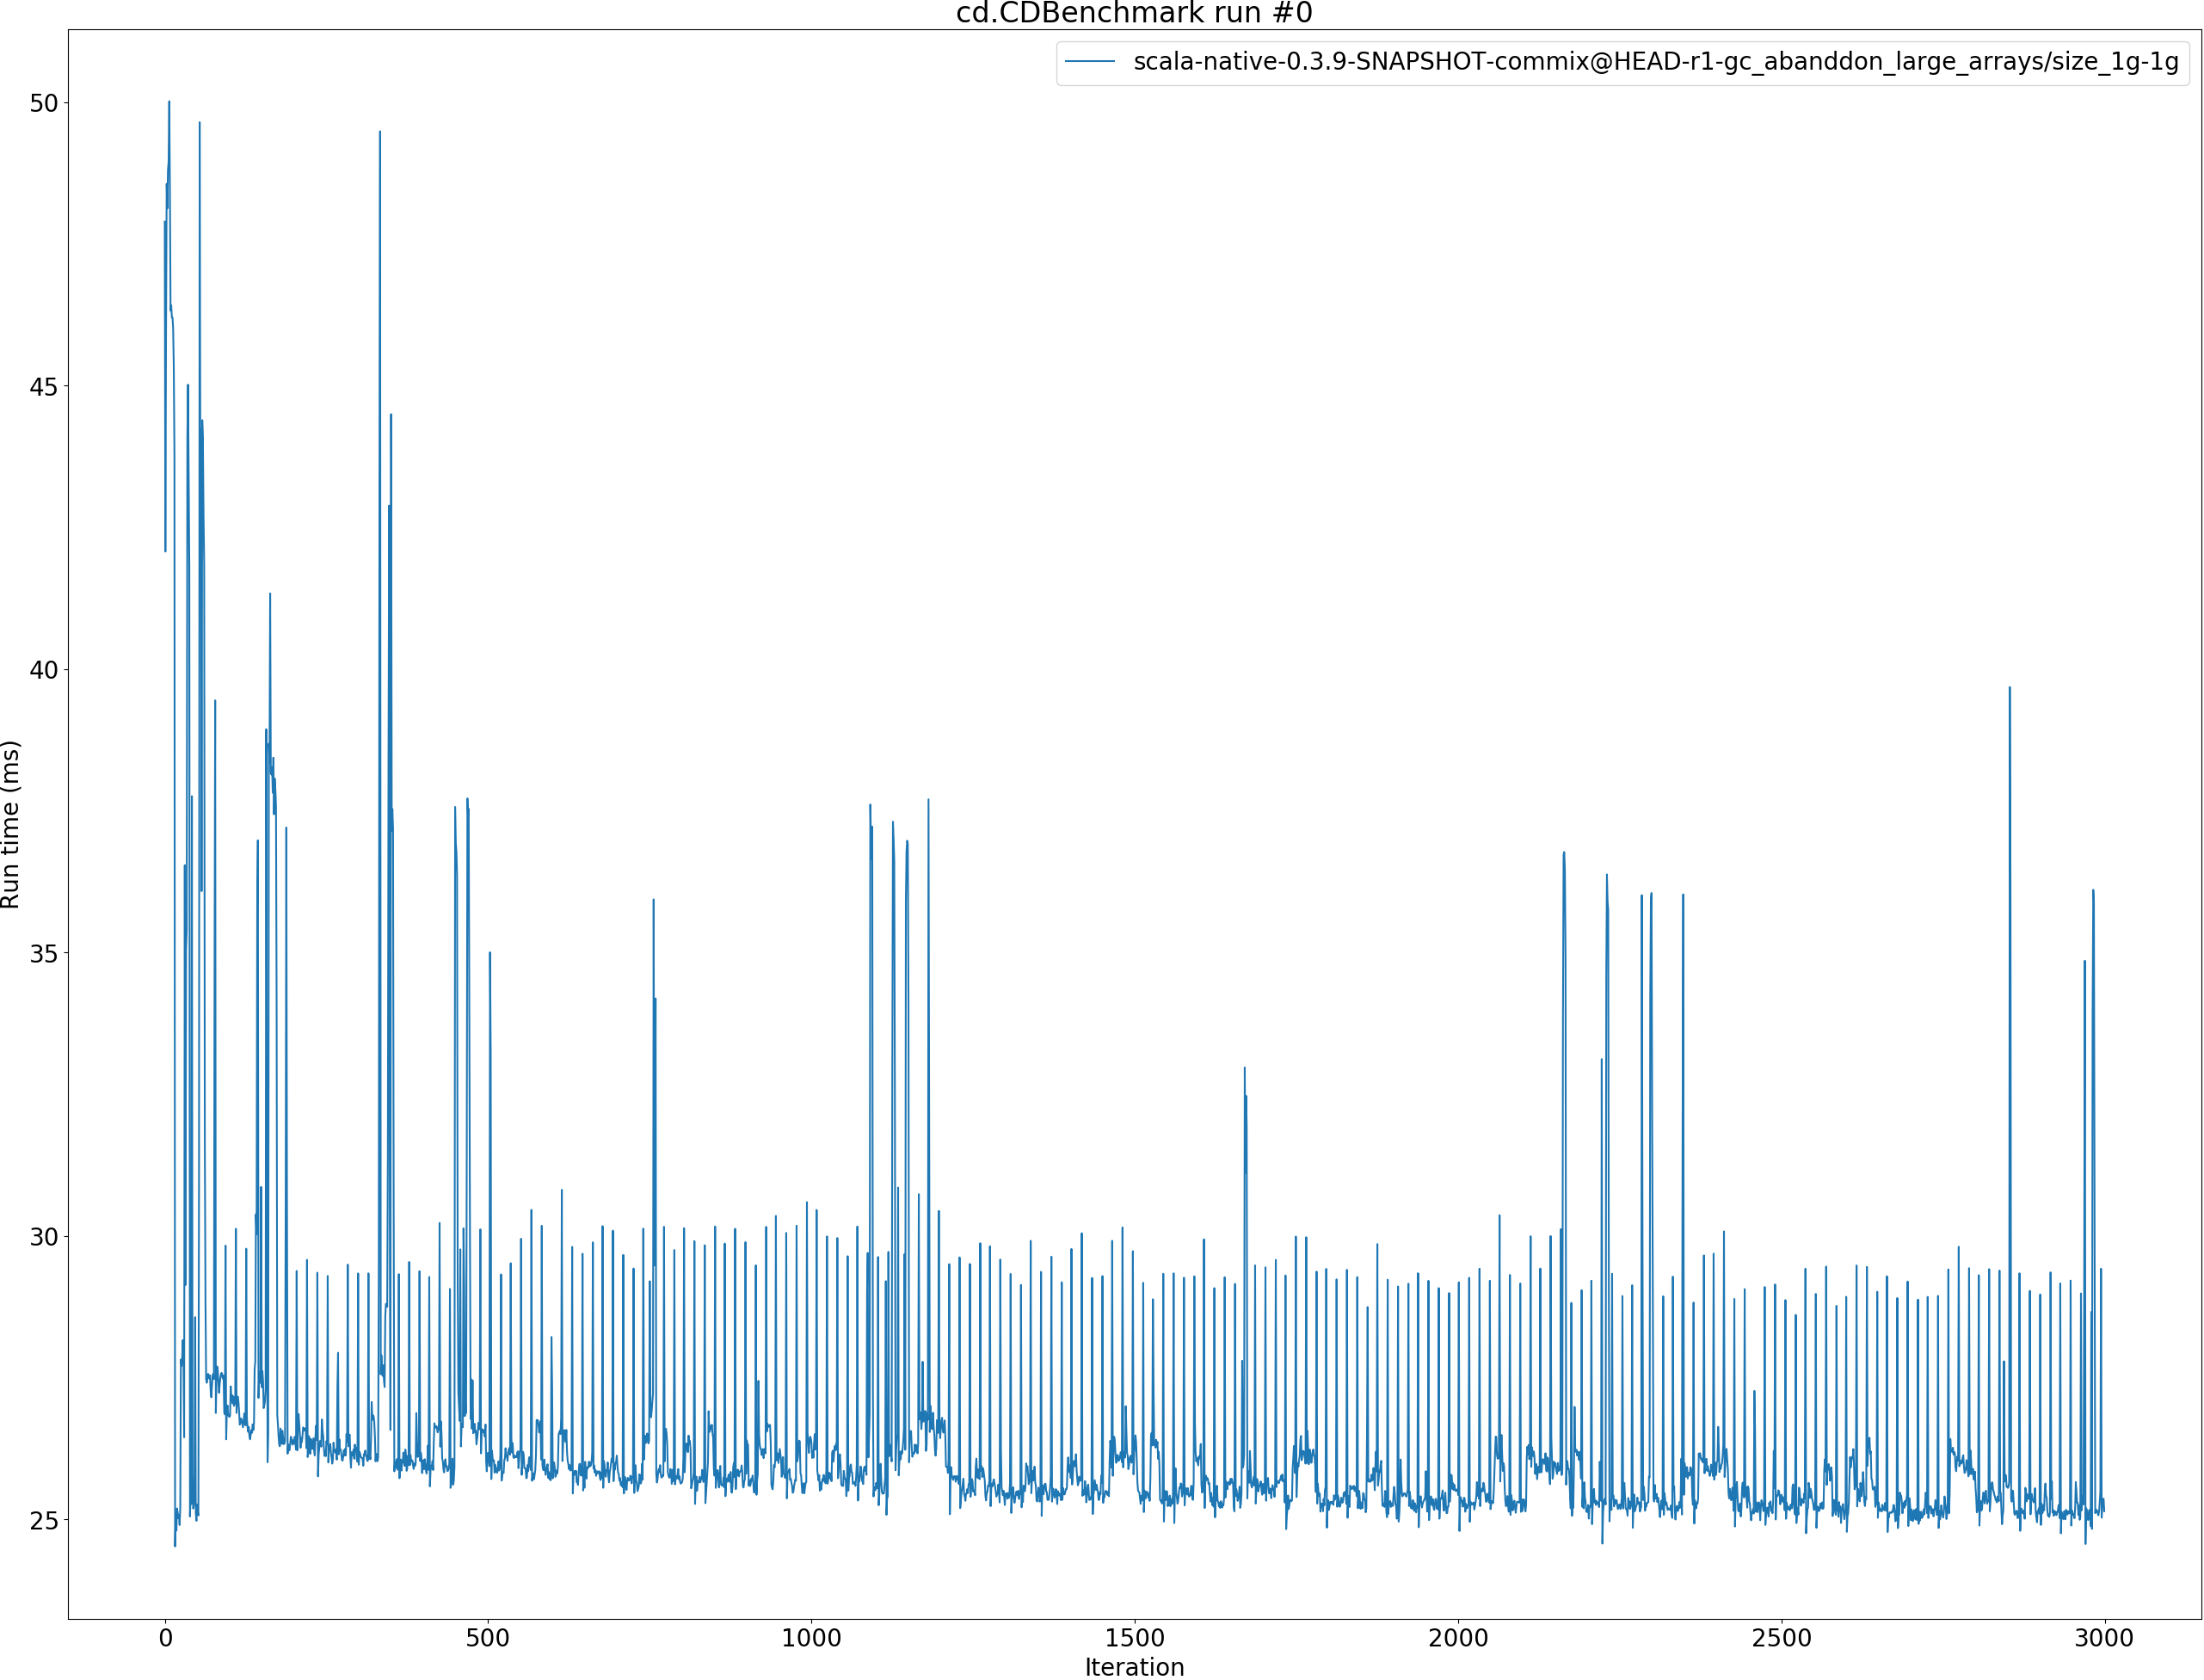 cd.CDBenchmark run #0
scala-native-0.3.9-SNAPSHOT-commix@HEAD-r1-gc_abanddon_large_arrays/size_1g-1g
50
45
40
35
30
25
Run time (ms)
0 500 1000 1500 2000 2500 3000
Iteration